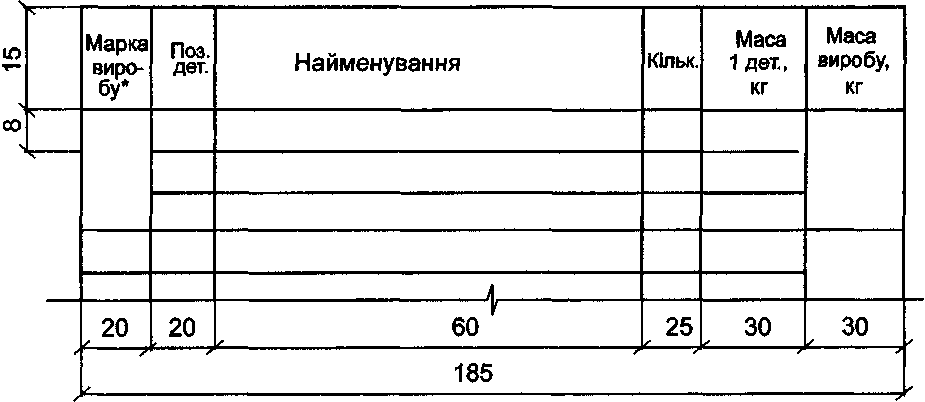 Марка
виро-
бу*
Поз.
дет.
Найменування
Кільк.
Маса
1 дет.,
кг
Маса
виробу,
кг
15
8
20
20
60
25
30
30
185